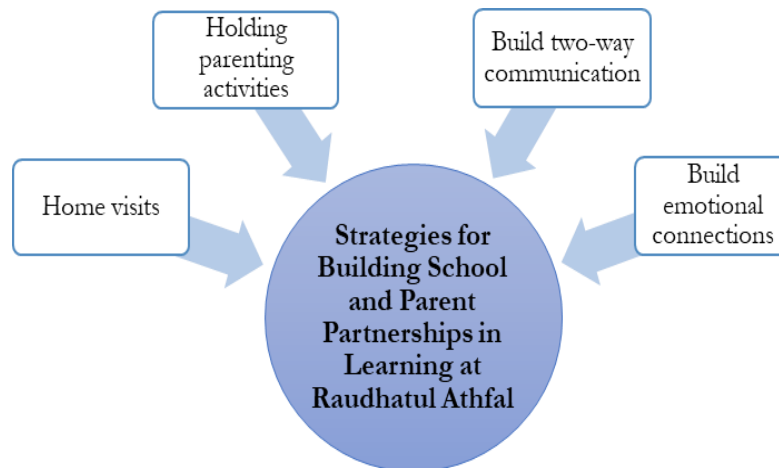 Holding
parenting
activities
Build two-way
communication
Home visits
Build
emotional
connections
Strategies for
Building School
and Parent
Partnerships in
Learning at
Raudhatul Athfal